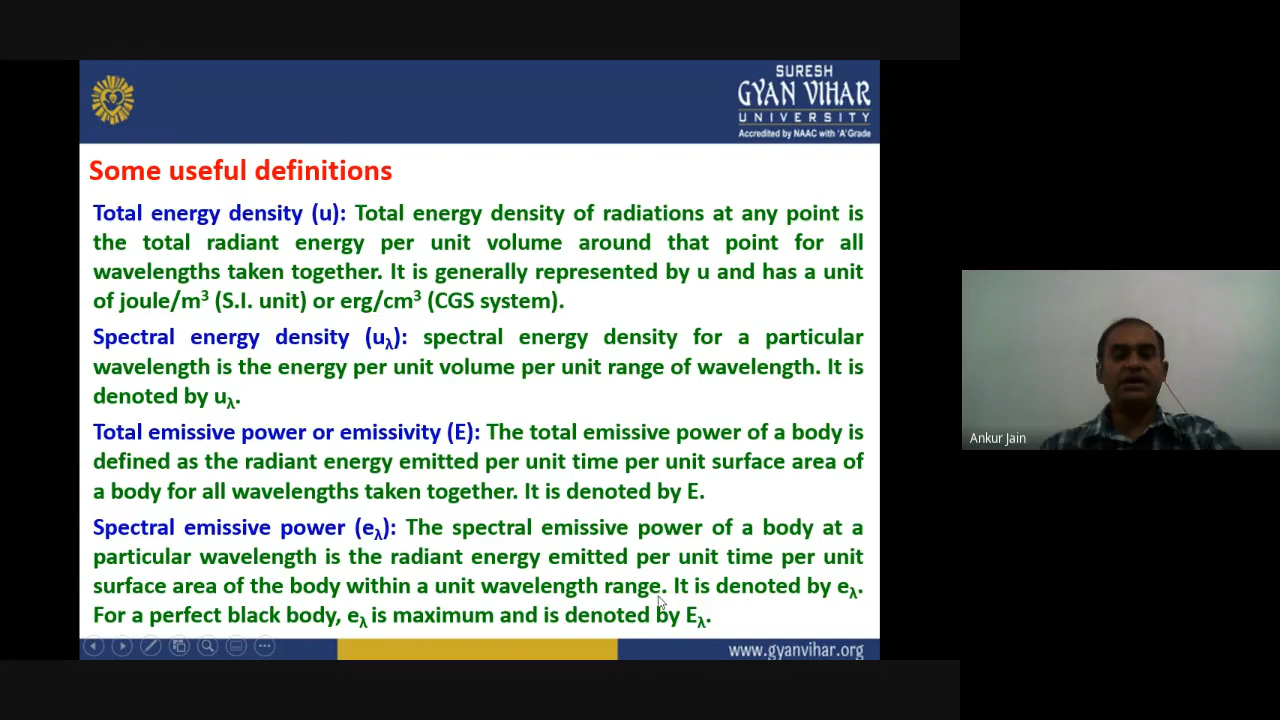 SURESH
GYAN VIHAR
UNIVERSITY
Accredited by NAAC with 'A' Grade
Some useful definitions
Total energy density (u): Total energy density of radiations at any point is
the total radiant energy per unit volume around that point for all
wavelengths taken together. It is generally represented by u and has a unit
of joule/m³ (S.I. unit) or erg/cm³ (CGS system).
Spectral energy density (uλ): spectral energy density for a particular
wavelength is the energy per unit volume per unit range of wavelength. It is
denoted by uλ.
Total emissive power or emissivity (E): The total emissive power of a body is
defined as the radiant energy emitted per unit time per unit surface area of
a body for all wavelengths taken together. It is denoted by E.
Spectral emissive power (eλ): The spectral emissive power of a body at a
particular wavelength is the radiant energy emitted per unit time per unit
surface area of the body within a unit wavelength range. It is denoted by eλ.
For a perfect black body, eλ is maximum and is denoted by Eλ.
www.gyanvihar.org
Ankur Jain